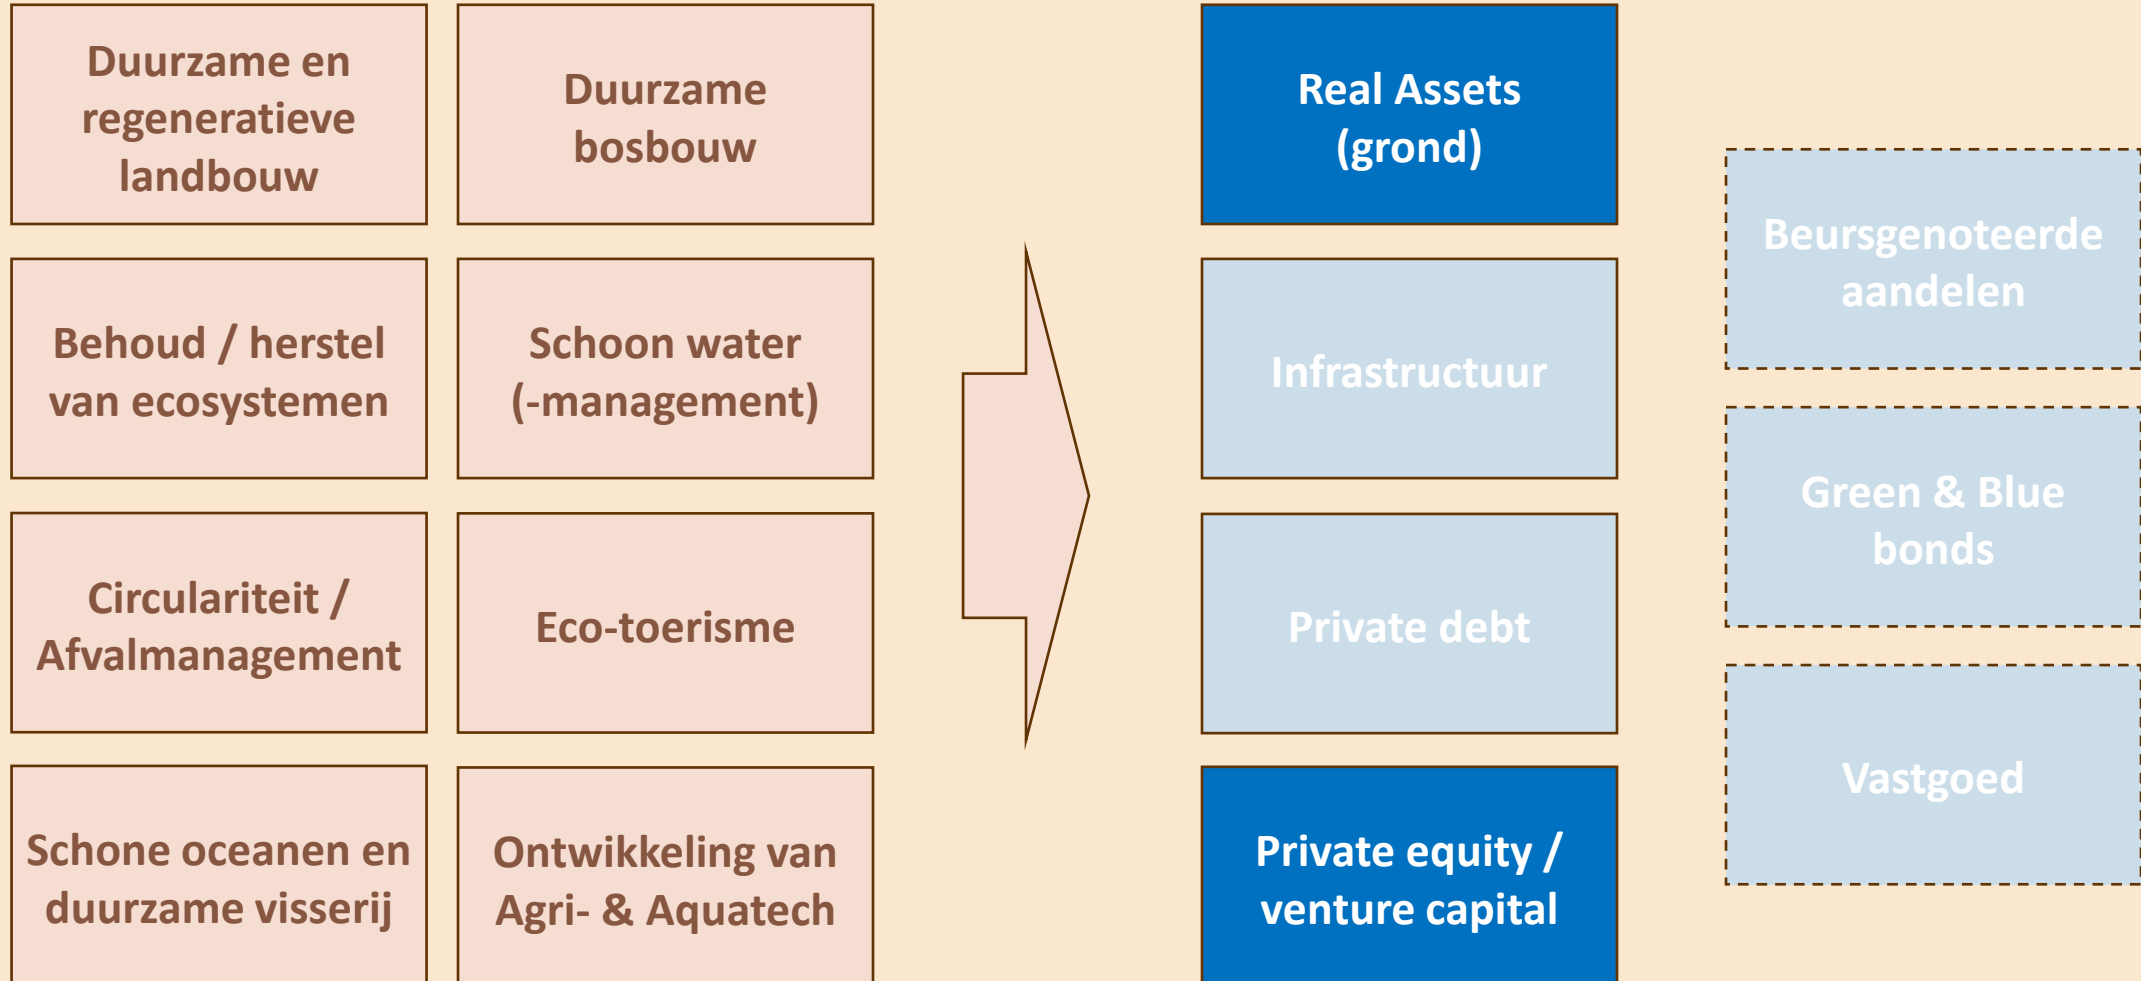 Duurzame en
regeneratieve
landbouw
Duurzame
bosbouw
Real Assets
(grond)
Beursgenoteerde
aandelen
Behoud / herstel
van ecosystemen
Schoon water
(-management)
Infrastructuur
Green & Blue
bonds
Circulariteit /
Afvalmanagement
Eco-toerisme
Private debt
Vastgoed
Schone oceanen en
duurzame visserij
Ontwikkeling van
Agri- & Aquatech
Private equity /
venture capital